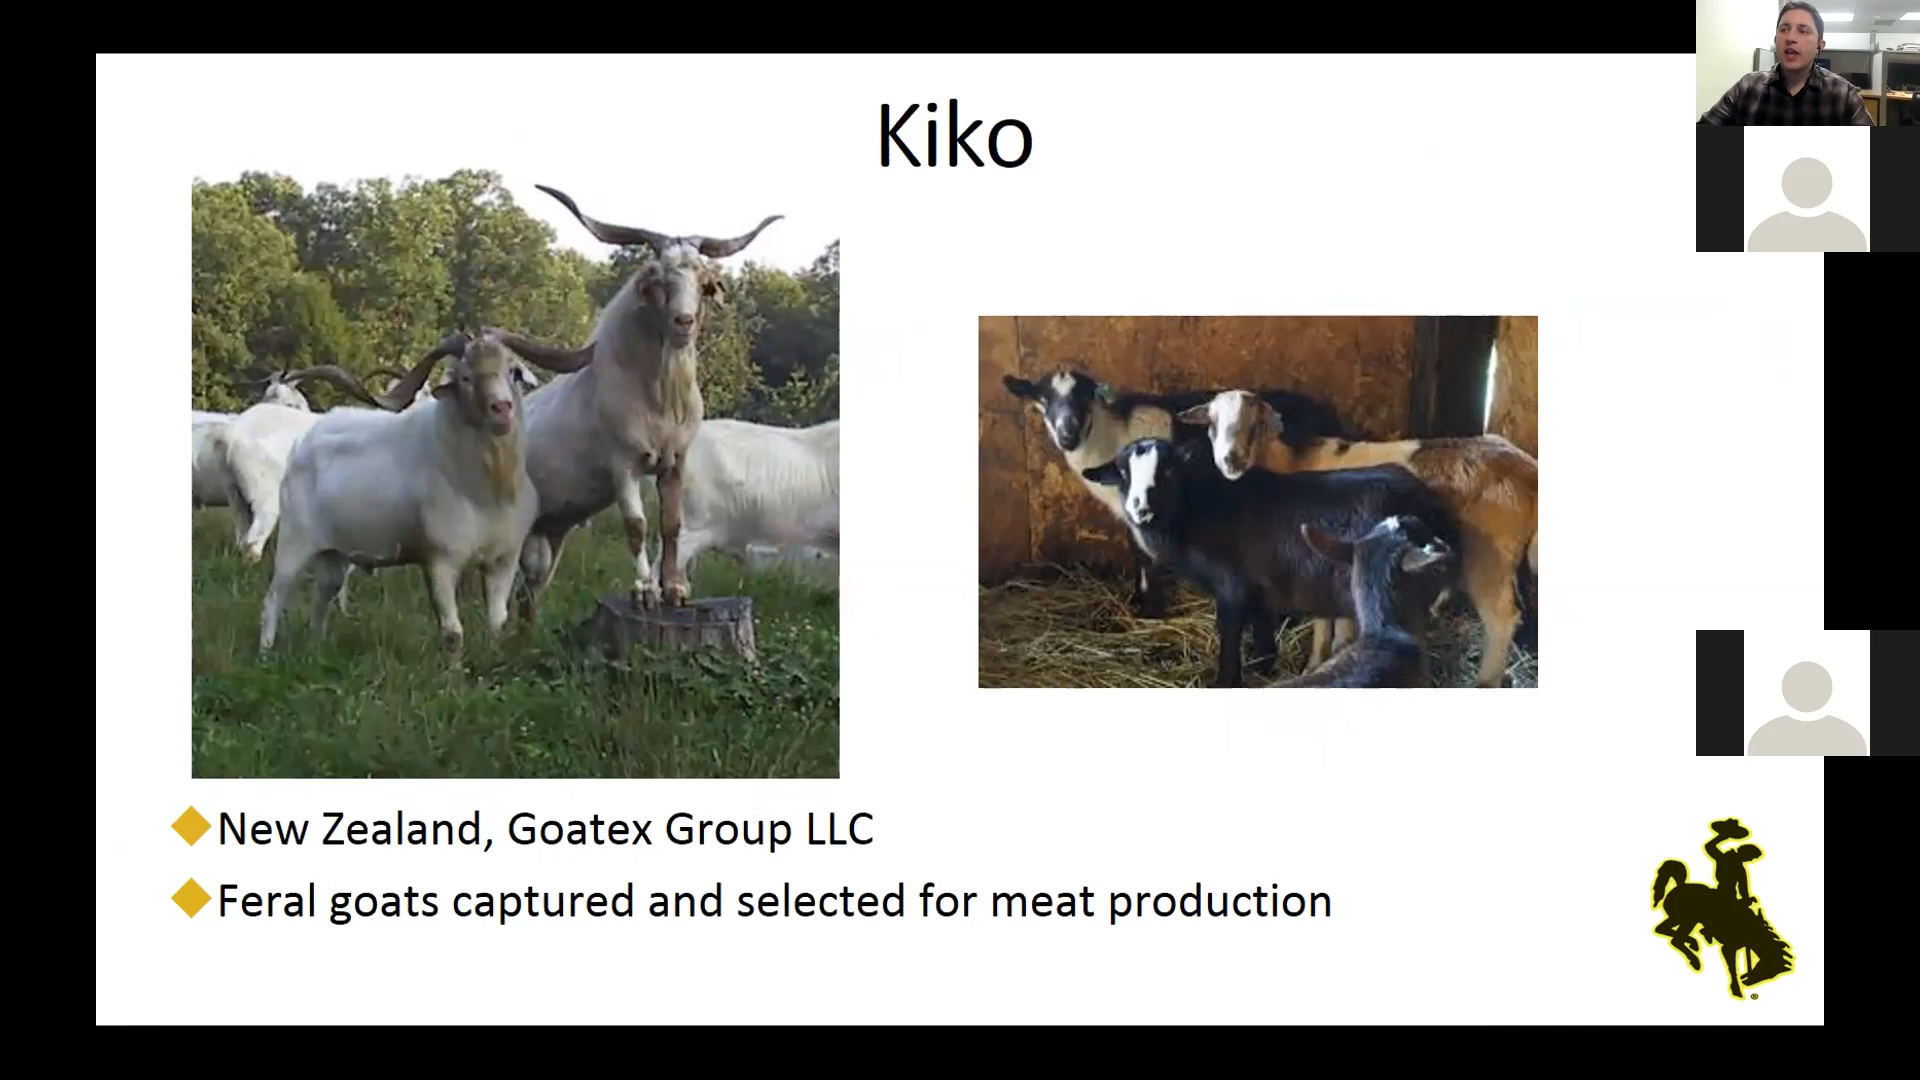 Kiko
New Zealand, Goatex Group LLC
Feral goats captured and selected for meat production